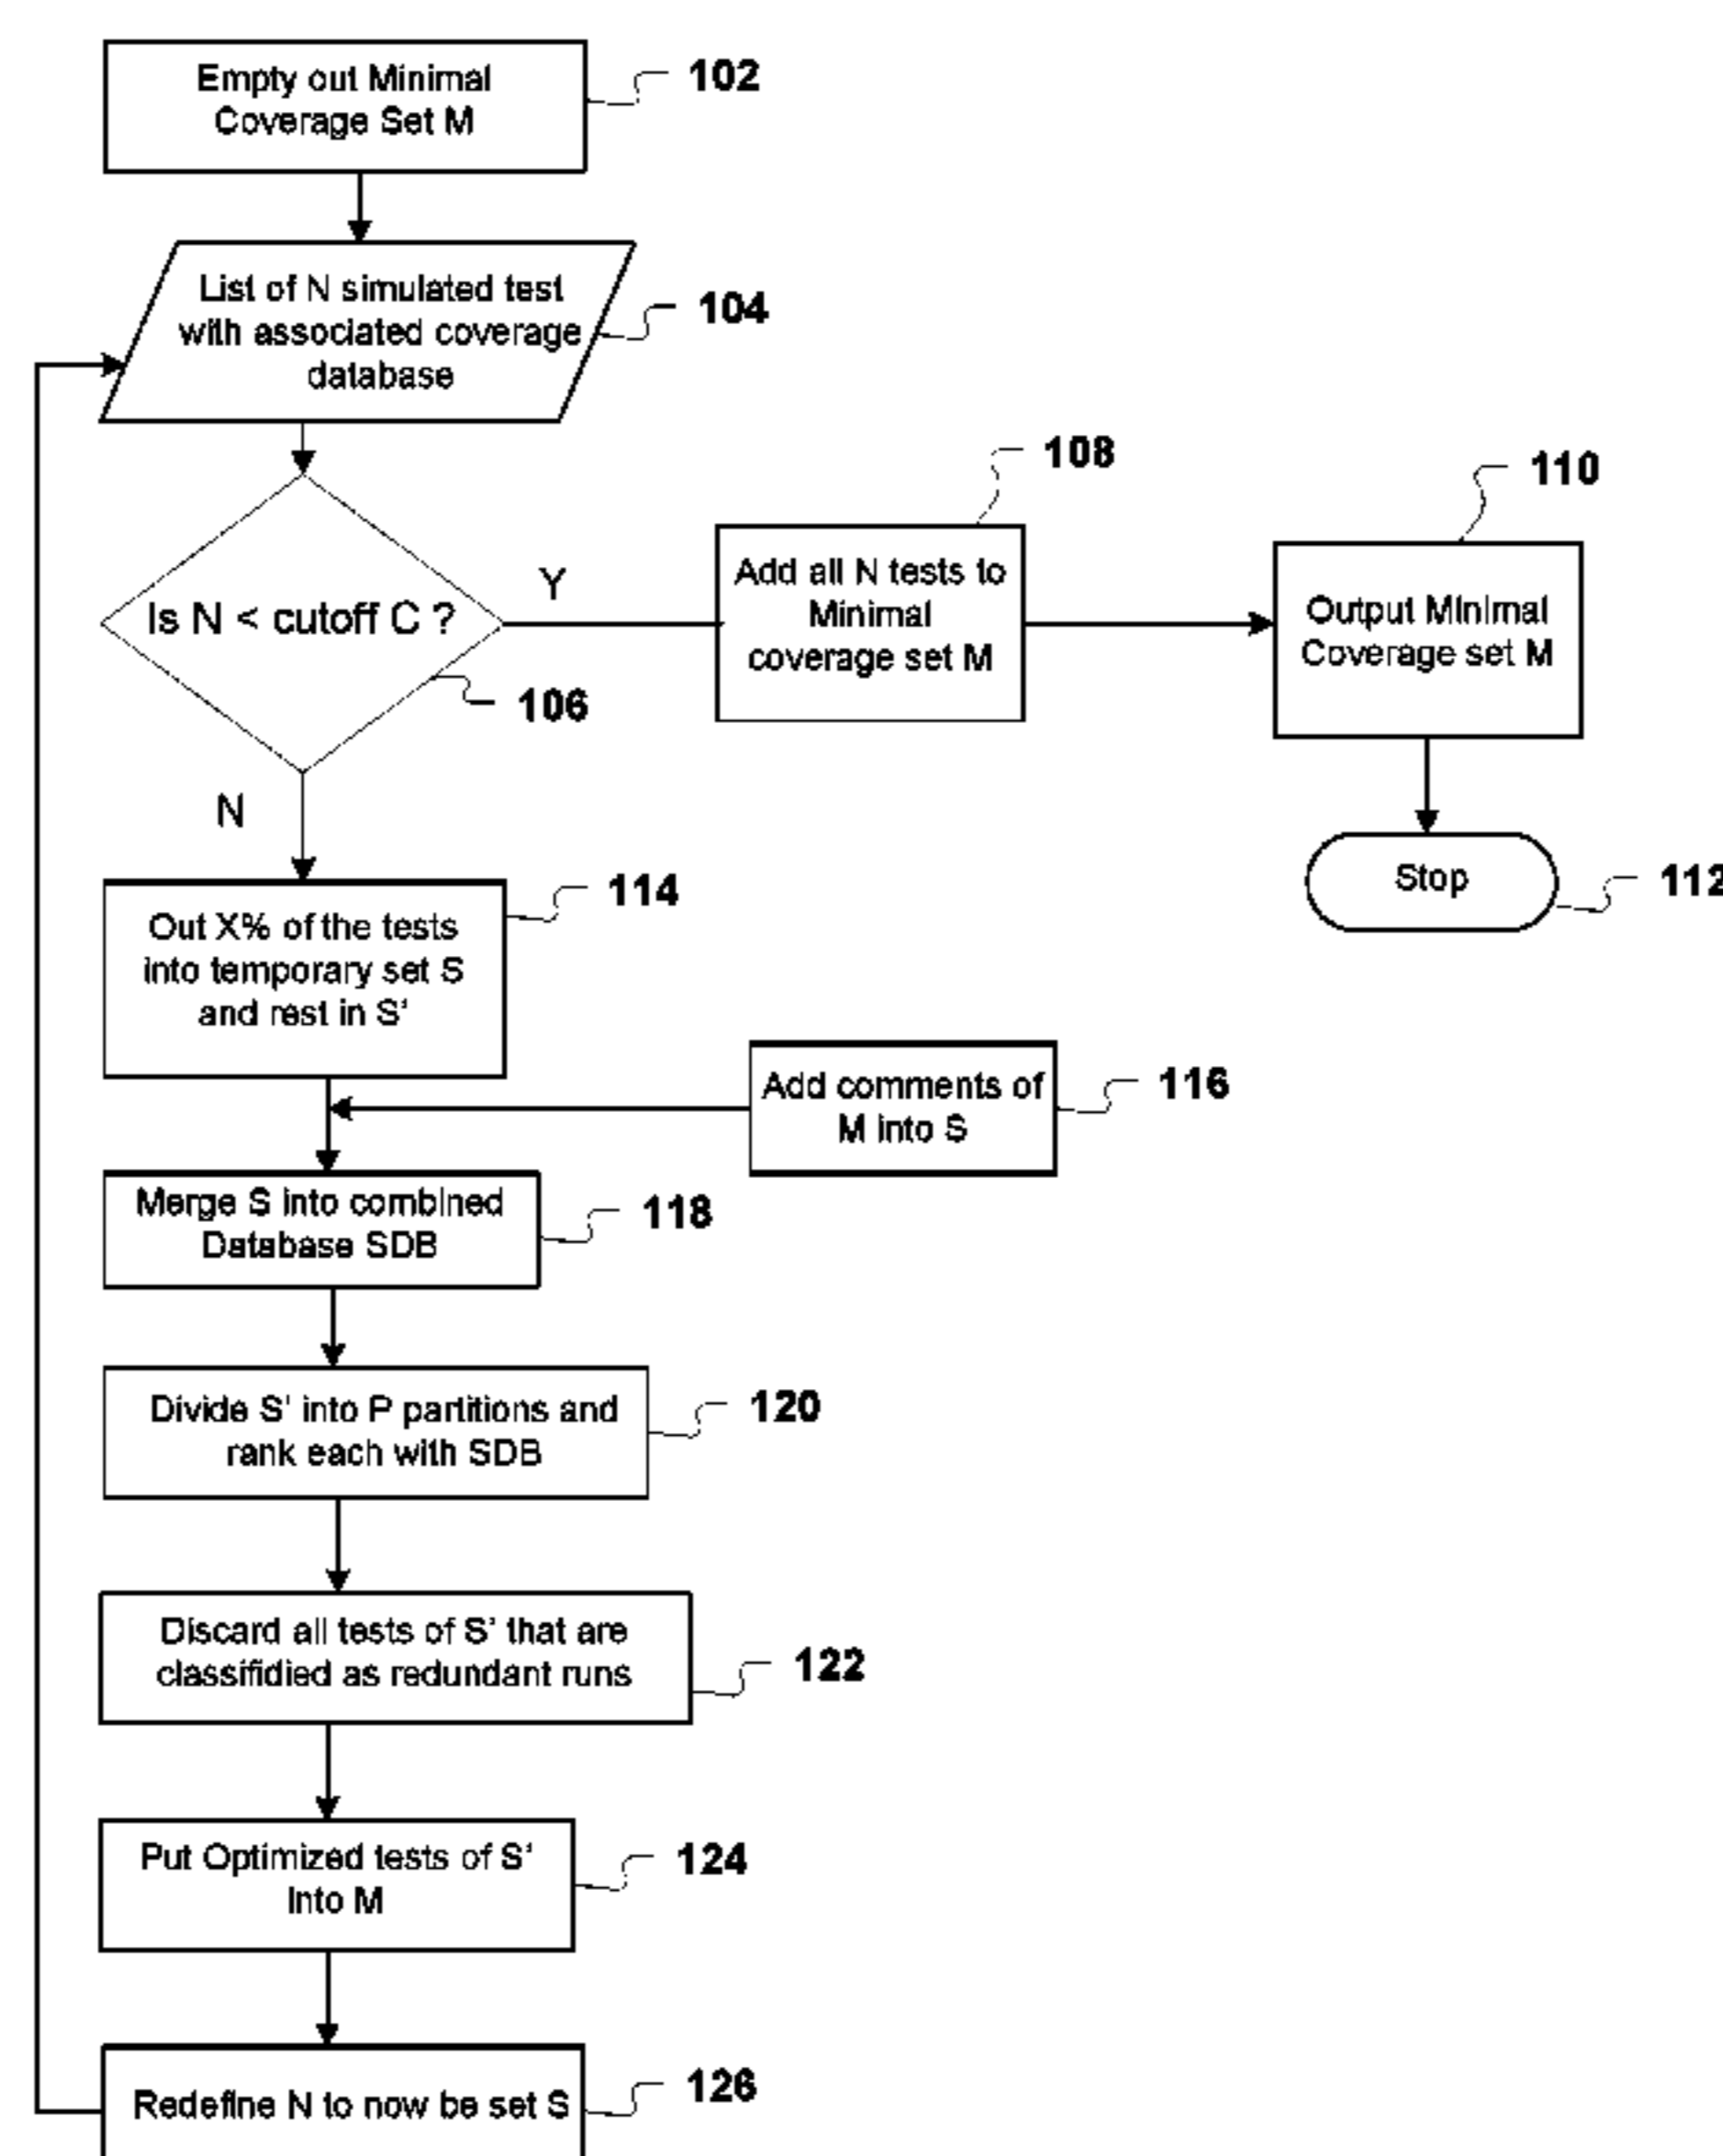 Empty out Minimal
Coverage Set M
102
List of N simulated test
with associated coverage
database
104
Is N < cutoff C ?
106
Y
Add all N tests to
Minimal
coverage set M
108
Output Minimal
Coverage set M
110
Stop
112
N
Out X% of the tests
into temporary set S
and rest in S'
114
Add comments of
M into S
116
Merge S into combined
Database SDB
118
Divide S' into P partitions and
rank each with SDB
120
Discard all tests of S' that are
classifidied as redundant runs
122
Put Optimized tests of S'
into M
124
Redefine N to now be set S
126